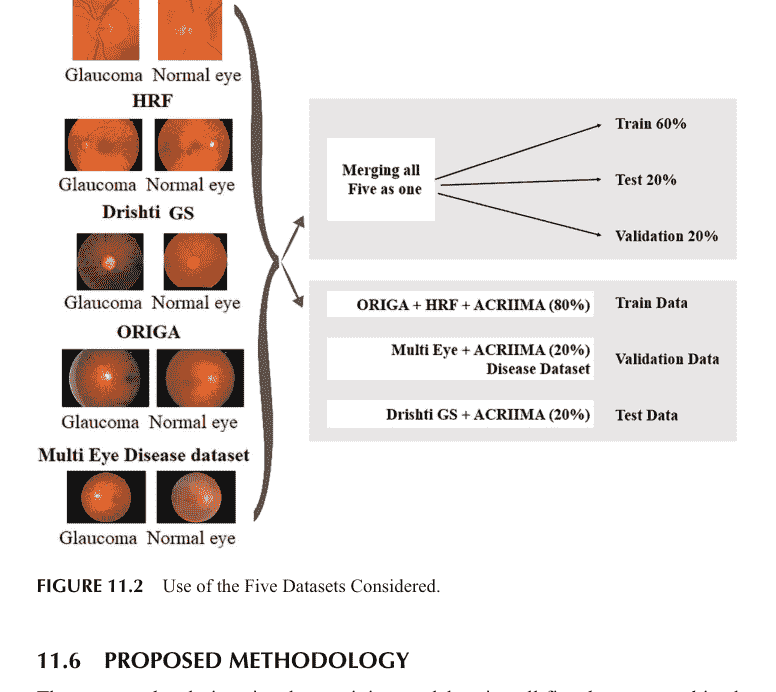 Glaucoma Normal eye
HRF
Glaucoma Normal eye
Drishti GS
Glaucoma Normal eye
ORIGA
Glaucoma Normal eye
Multi Eye Disease dataset
Glaucoma Normal eye
Merging all
Five as one
Train 60%
Test 20%
Validation 20%
ORIGA + HRF + ACRIIMA (80%)
Train Data
Multi Eye + ACRIIMA (20%)
Disease Dataset
Validation Data
Drishti GS + ACRIIMA (20%)
Test Data
FIGURE 11.2 Use of the Five Datasets Considered.
11.6 PROPOSED METHODOLOGY